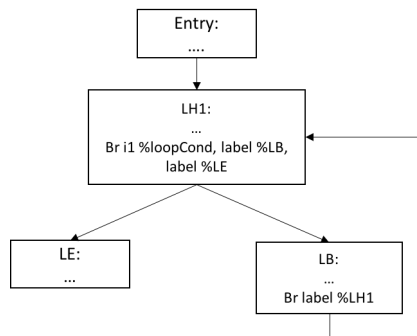 Entry:
....
LH1:
...
Br i1 %loopCond, label %LB,
label %LE
LE:
...
LB:
...
Br label %LH1